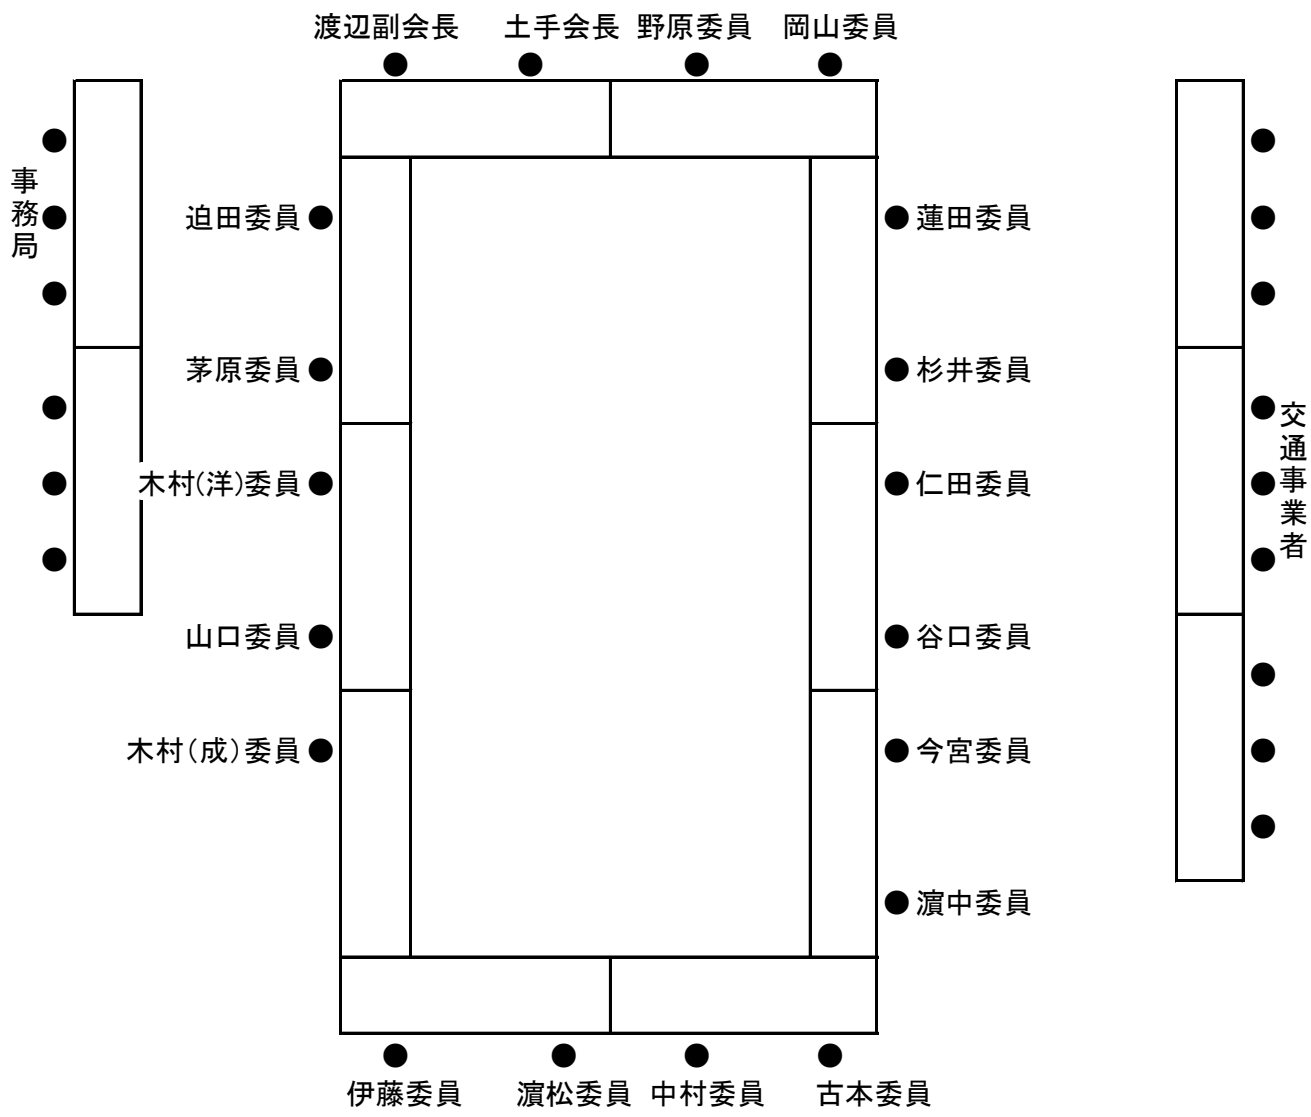 渡辺副会長 土手会長 野原委員 岡山委員
事務局
迫田委員
蓮田委員
茅原委員
杉井委員
木村(洋)委員
仁田委員
交通事業者
山口委員
谷口委員
木村(成)委員
今宮委員
濵中委員
伊藤委員 濵松委員 中村委員 古本委員